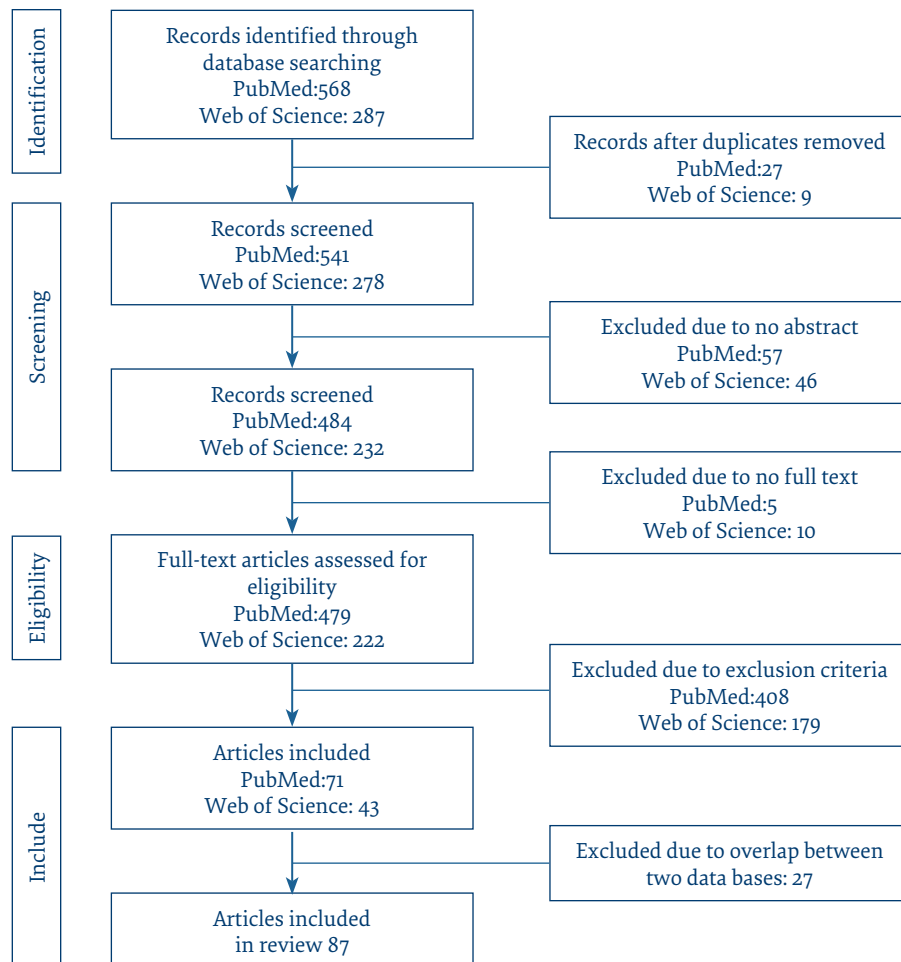 Identification
Records identified through
database searching
PubMed:568
Web of Science: 287
Records after duplicates removed
PubMed:27
Web of Science: 9
Screening
Records screened
PubMed:541
Web of Science: 278
Excluded due to no abstract
PubMed:57
Web of Science: 46
Records screened
PubMed:484
Web of Science: 232
Excluded due to no full text
PubMed:5
Web of Science: 10
Eligibility
Full-text articles assessed for
eligibility
PubMed:479
Web of Science: 222
Excluded due to exclusion criteria
PubMed:408
Web of Science: 179
Include
Articles included
PubMed:71
Web of Science: 43
Excluded due to overlap between
two data bases: 27
Articles included
in review 87